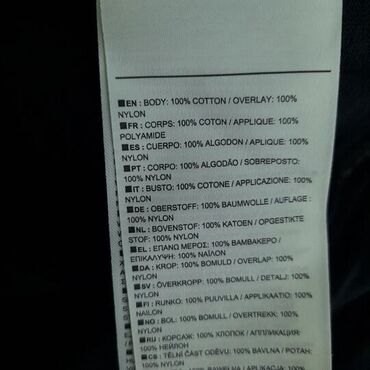 ■EN : BODY: 100% COTTON / OVERLAY: 100%
NYLON
■FR : CORPS: 100% COTON / APPLIQUE: 100%
POLYAMIDE
■ES : CUERPO: 100% ALGODON / APLIQUE: 100%
NYLON
■PT : CORPO: 100% ALGODÃO / SOBREPOSTO:
100% NYLON
■IT : BUSTO: 100% COTONE / APPLICAZIONE: 100%
NYLON
■DE : OBERSTOFF: 100% BAUMWOLLE / AUFLAGE :
100% NYLON
■NL : BOVENSTOF: 100% KATOEN / OPGESTIKTE
STOF: 100% NYLON
■EL : ΕΠΑΝΩ ΜΕΡΟΣ: 100% ΒΑΜΒΑΚΕΡΟ /
ΕΠΙΚΑΛΥΨΗ: 100% ΝΑΪΛΟΝ
■DA : KROP: 100% BOMULD / OVERLAP: 100%
NYLON
■SV : ÖVERKROPP: 100% BOMULL / DETALJ: 100%
NYLON
■FI : RUNKO: 100% PUUVILLA / APPLIKAATIO: 100%
NAILON
■NO : BOL: 100% BOMULL / OVERTREKK: 100%
NYLON
■RU : КОРСАЖ: 100% ХЛОПОК / АППЛИКАЦИЯ:
100% НЕЙЛОН
■CS : TĚLNÍ ČÁST ODĚVU: 100% BAVLNA / POTAH:
100% NYLON
100% BAWEŁNA / APLIKACJE: 100%